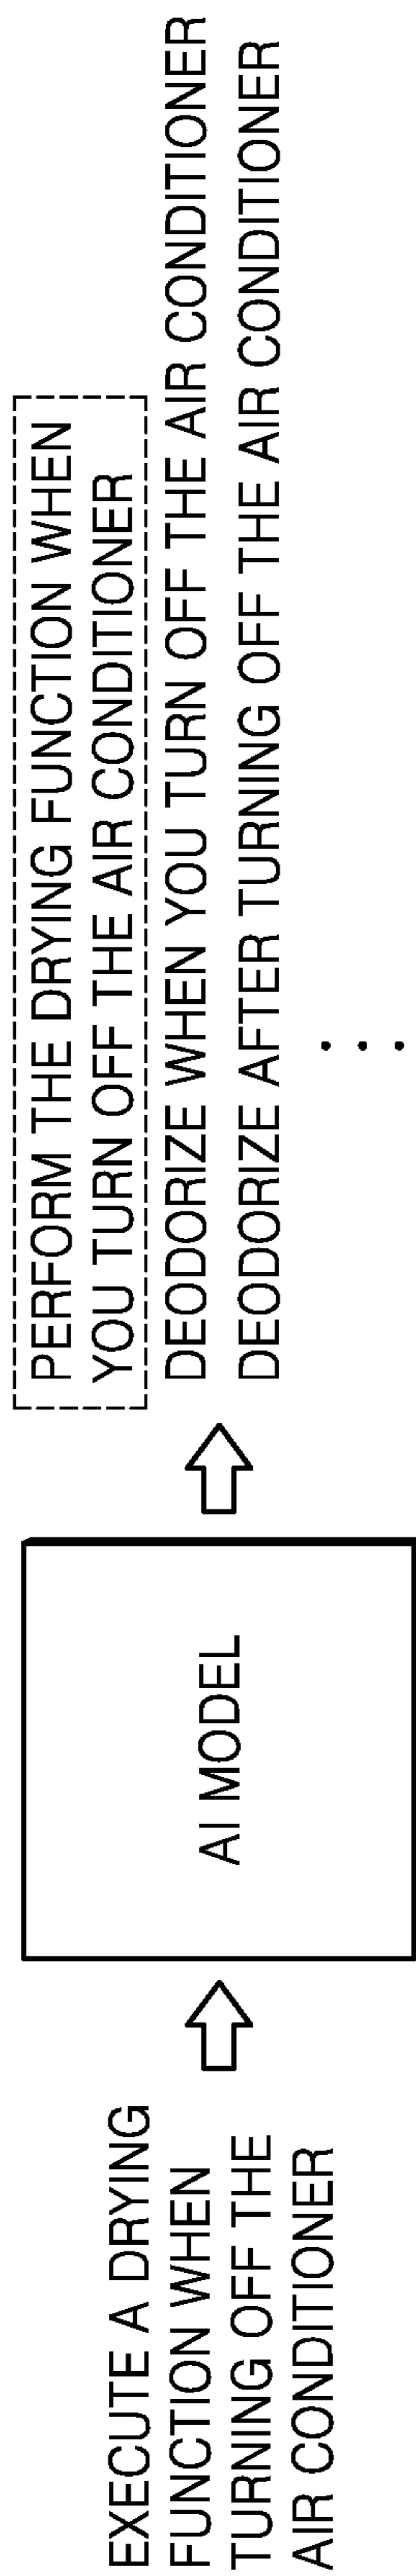 EXECUTE A DRYING
FUNCTION WHEN
TURNING OFF THE
AIR CONDITIONER
AI MODEL
PERFORM THE DRYING FUNCTION WHEN
YOU TURN OFF THE AIR CONDITIONER
DEODORIZE WHEN YOU TURN OFF THE AIR CONDITIONER
DEODORIZE AFTER TURNING OFF THE AIR CONDITIONER
. . .